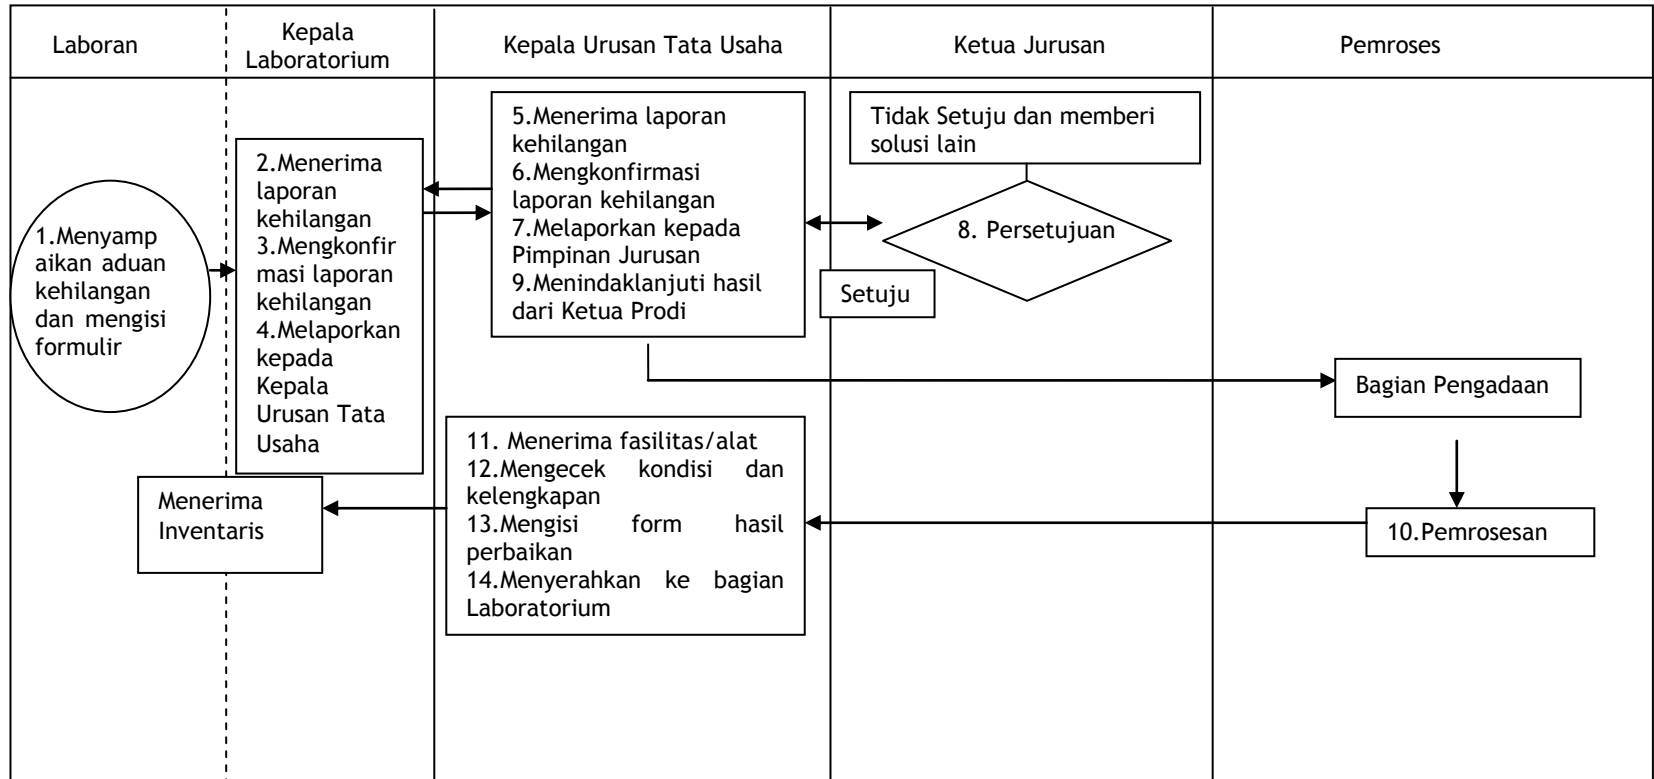 Laboran
Kepala
Laboratorium
Kepala Urusan Tata Usaha
Ketua Jurusan
Pemroses
1.Menyamp
aikan aduan
kehilangan
dan mengisi
formulir
2.Menerima
laporan
kehilangan
3.Mengkonfir
masi laporan
kehilangan
4.Melaporkan
kepada
Kepala
Urusan Tata
Usaha
5.Menerima laporan
kehilangan
6.Mengkonfirmasi
laporan kehilangan
7.Melaporkan kepada
Pimpinan Jurusan
9.Menindaklanjuti hasil
dari Ketua Prodi
Tidak Setuju dan memberi
solusi lain
8. Persetujuan
Setuju
Bagian Pengadaan
10.Pemrosesan
11. Menerima fasilitas/alat
12.Mengecek kondisi dan
kelengkapan
13.Mengisi form hasil
perbaikan
14.Menyerahkan ke bagian
Laboratorium
Menerima
Inventaris